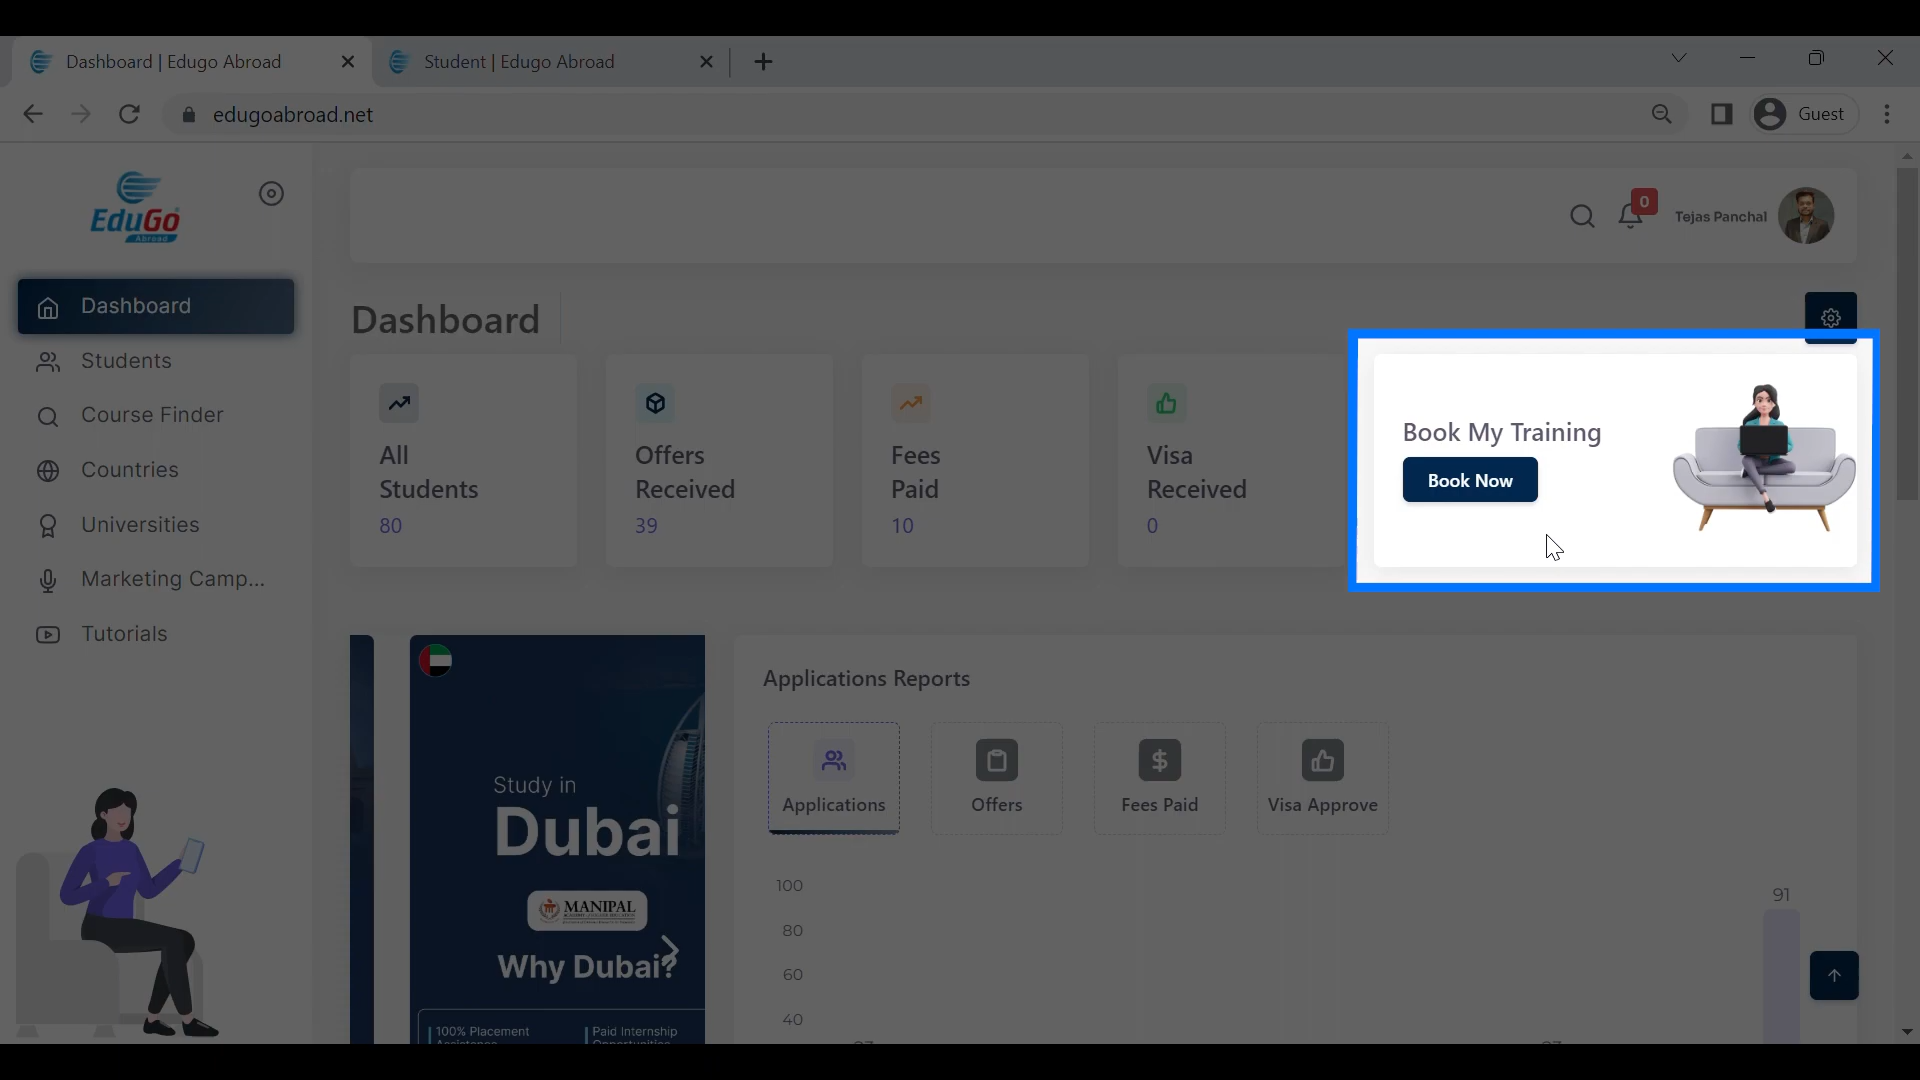 Dashboard | Edugo Abroad
Student | Edugo Abroad
edugoabroad.net
Guest
EduGo
Abroad
0
Tejas Panchal
Dashboard
Students
Course Finder
Countries
Universities
Marketing Camp...
Tutorials
Dashboard
All
Students
80
Offers
Received
39
Fees
Paid
10
Visa
Received
0
Book My Training
Book Now
Study in
Dubai
MANIPAL
Why Dubai?
100% Placement
Paid Internship
Applications Reports
Applications
Offers
Fees Paid
Visa Approve
100
80
60
40
91